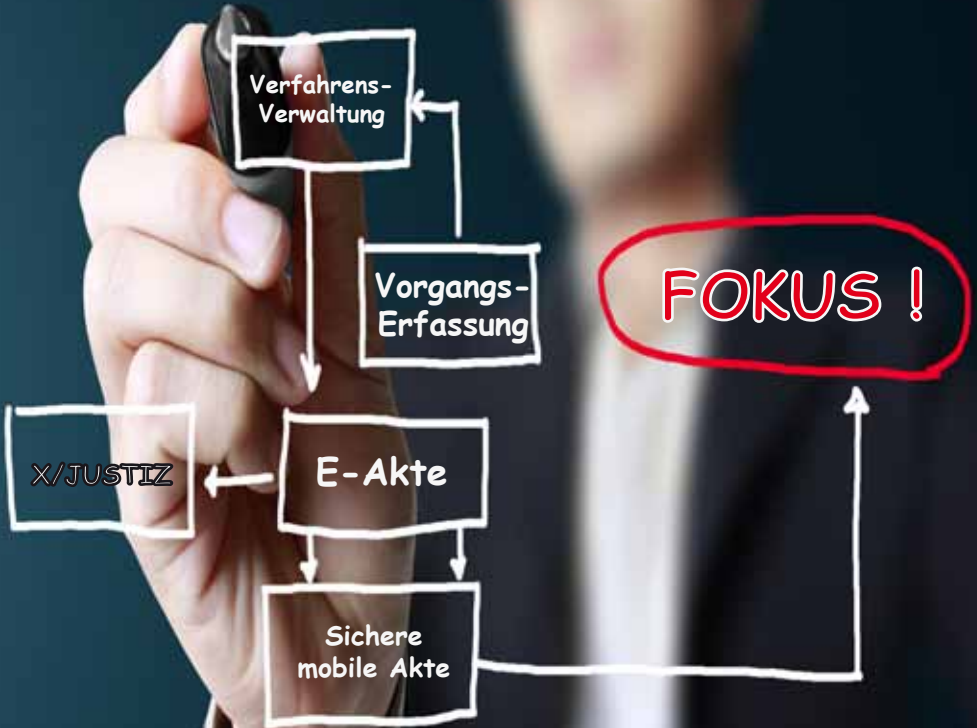 Verfahrens-
Verwaltung
Vorgangs-
Erfassung
FOKUS !
X/JUSTIZ
E-Akte
Sichere
mobile Akte